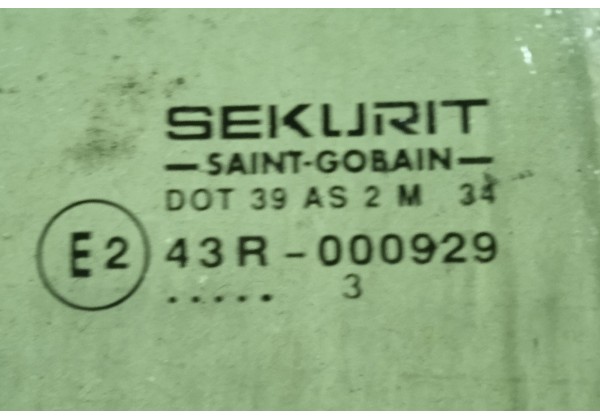 SEKURIT
—SAINT-GOBAIN—
DOT 39 AS 2 M 34
E2 43R-000929
..... 3